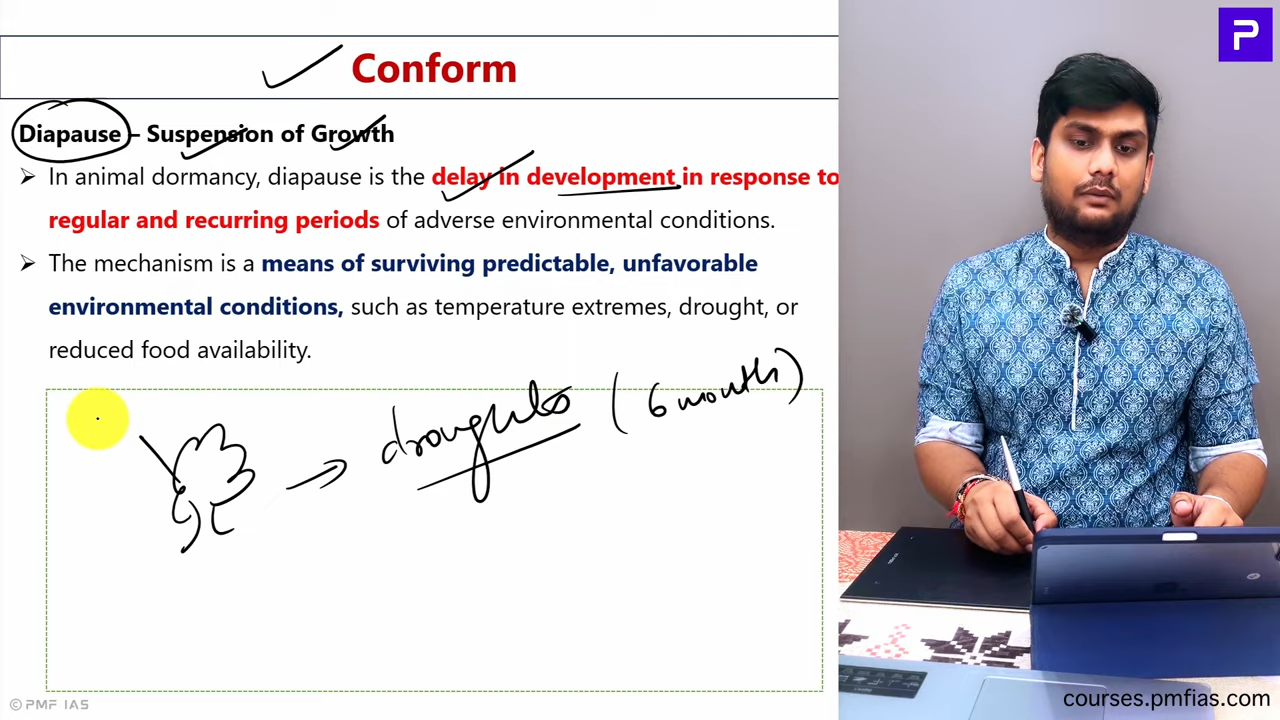 P
Conform
Diapause – Suspension of Growth
➢ In animal dormancy, diapause is the delay in development in response to
regular and recurring periods of adverse environmental conditions.
➢ The mechanism is a means of surviving predictable, unfavorable
environmental conditions, such as temperature extremes, drought, or
reduced food availability.
droughts (6 month)
© PMF IAS
courses.pmfias.com